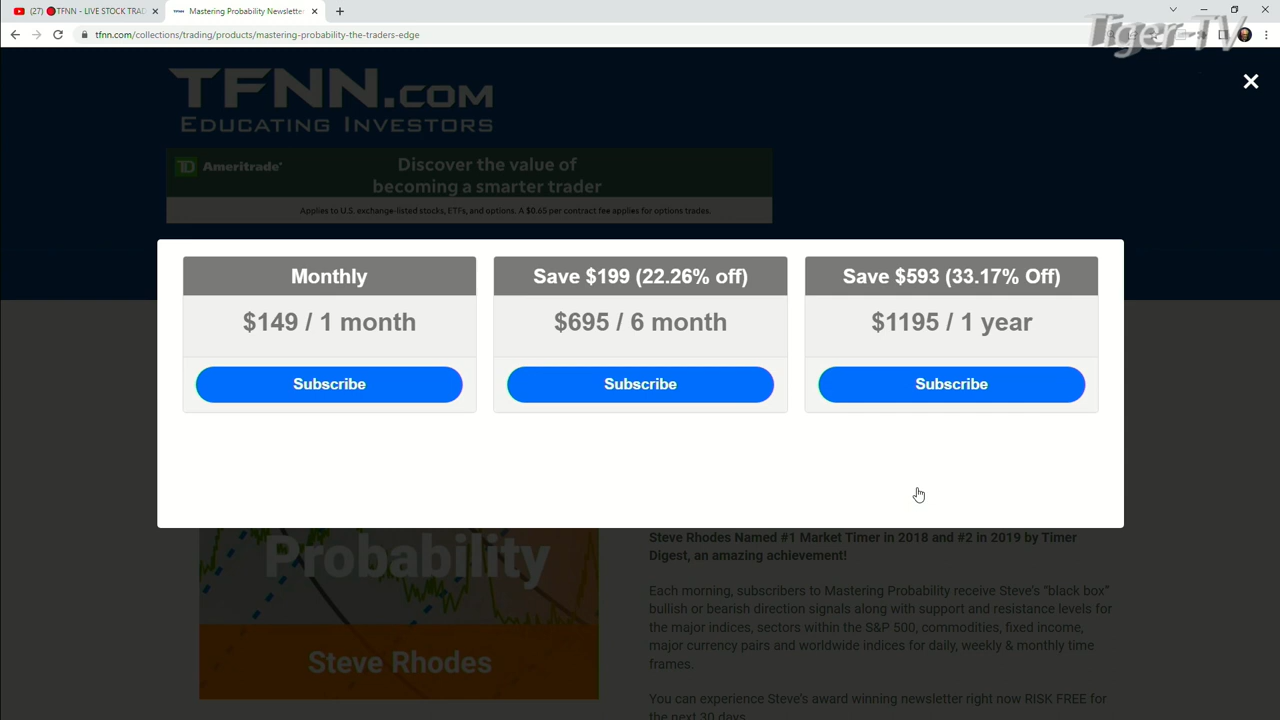 (27) 🔴TFNN - LIVE STOCK TRAD
Mastering Probability Newsletter
tfnn.com/collections/trading/products/mastering-probability-the-traders-edge
Tiger-TV
TFNN.com
Educating Investors
TD Ameritrade
Discover the value of
becoming a smarter trader
Applies to U.S. exchange-listed stocks, ETFs, and options. A $0.65 per contract fee applies for options trades.
Monthly
$149 / 1 month
Subscribe
Save $199 (22.26% off)
$695 / 6 month
Subscribe
Save $593 (33.17% Off)
$1195 / 1 year
Subscribe
Probability
Steve Rhodes
Steve Rhodes Named #1 Market Timer in 2018 and #2 in 2019 by Timer
Digest, an amazing achievement!
Each morning, subscribers to Mastering Probability receive Steve's "black box"
bullish or bearish direction signals along with support and resistance levels for
the major indices, sectors within the S&P 500, commodities, fixed income,
major currency pairs and worldwide indices for daily, weekly & monthly time
frames.
You can experience Steve's award winning newsletter right now RISK FREE for
the next 30 days